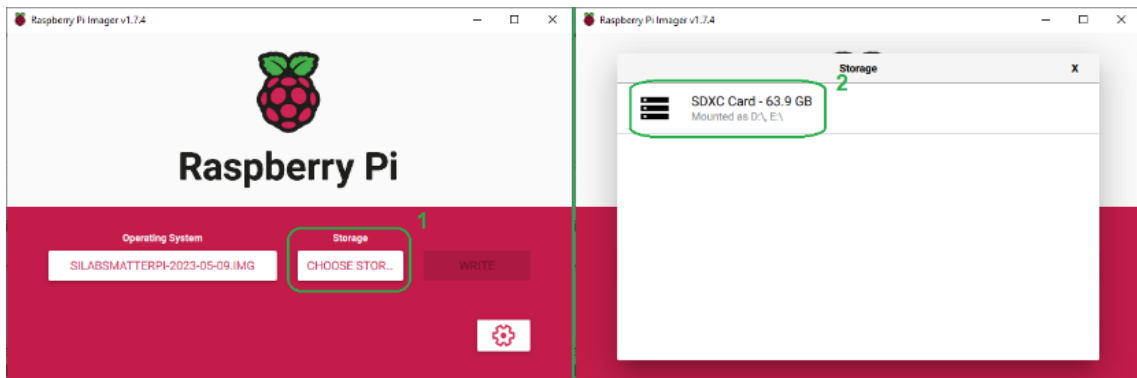 Raspberry Pi Imager v1.7.4
Raspberry Pi
1
Operating System
Storage
SILABSMATTERPI-2023-05-09.IMG
CHOOSE STOR...
WRITE
Raspberry Pi Imager v1.7.4
Storage
X
2
SDXC Card - 63.9 GB
Mounted as D:\, E:\